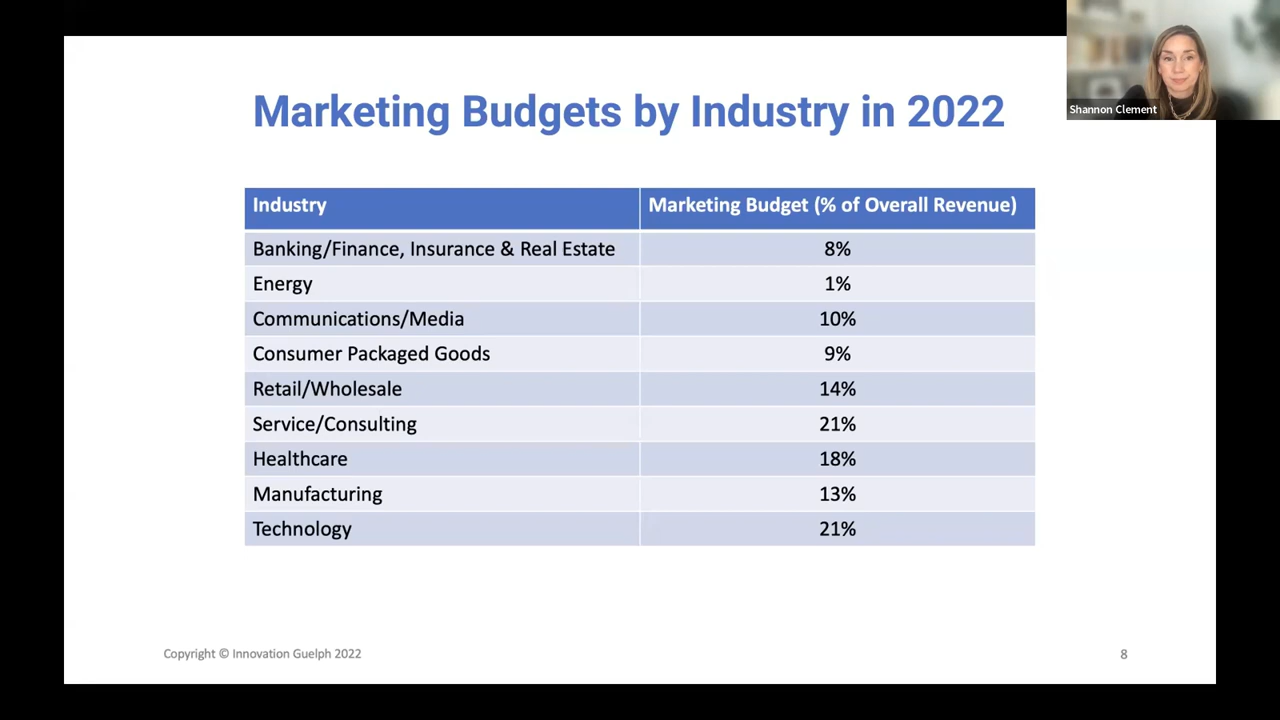 Shannon Clement
Marketing Budgets by Industry in 2022
Industry Marketing Budget (% of Overall Revenue)
Banking/Finance, Insurance & Real Estate 8%
Energy 1%
Communications/Media 10%
Consumer Packaged Goods 9%
Retail/Wholesale 14%
Service/Consulting 21%
Healthcare 18%
Manufacturing 13%
Technology 21%
Copyright © Innovation Guelph 2022 8